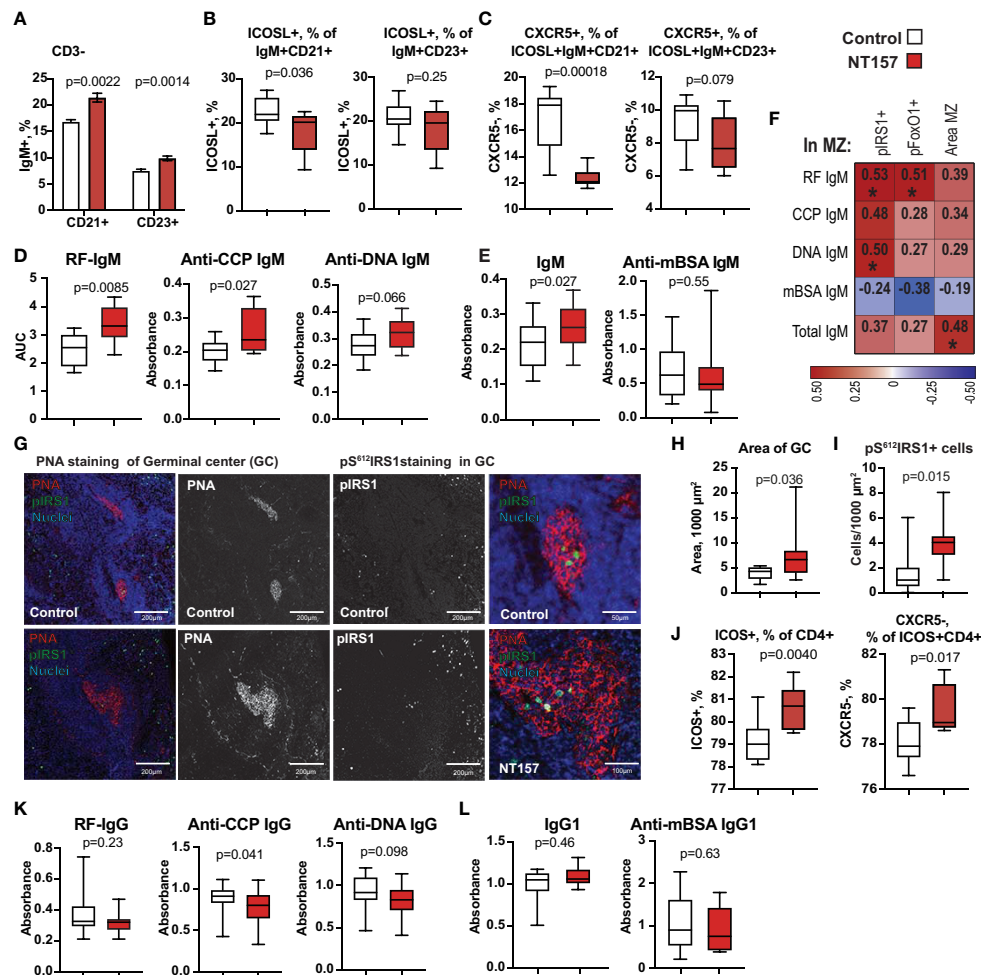 A
CD3-
p=0.0022 p=0.0014
IgM+, %
30
20
10
0
CD21+ CD23+
B
ICOSL+, % of
IgM+CD21+
p=0.036
ICOSL+, %
30
20
10
0
ICOSL+, % of
IgM+CD23+
p=0.25
ICOSL+, %
30
20
10
0
C
CXCR5+, % of
ICOSL+IgM+CD21+
p=0.00018
CXCR5-, %
20
18
16
14
12
10
CXCR5+, % of
ICOSL+IgM+CD23+
p=0.079
CXCR5-, %
12
10
8
6
4
Control
NT157
F
In MZ:
pIRS1+
pFoxO1+
Area MZ
RF IgM 0.53 * 0.51 * 0.39
CCP IgM 0.48 0.28 0.34
DNA IgM 0.50 * 0.27 0.29
mBSA IgM -0.24 -0.38 -0.19
Total IgM 0.37 0.27 0.48 *
0.50 0.25 0 -0.25 -0.50
D
RF-IgM
p=0.0085
AUC
5
4
3
2
1
0
Anti-CCP IgM
p=0.027
Absorbance
0.4
0.3
0.2
0.1
0.0
Anti-DNA IgM
p=0.066
Absorbance
0.5
0.4
0.3
0.2
0.1
0.0
E
IgM
p=0.027
Absorbance
0.4
0.3
0.2
0.1
0.0
Anti-mBSA IgM
p=0.55
Absorbance
2.0
1.5
1.0
0.5
0.0
G
PNA staining of Germinal center (GC)
pS⁶¹²IRS1staining in GC
PNA
pIRS1
Nuclei
Control
200µm
PNA
Control
200µm
pIRS1
200µm
PNA
pIRS1
Nuclei
Control
50µm
PNA
pIRS1
Nuclei
200µm
PNA
200µm
pIRS1
200µm
PNA
pIRS1
Nuclei
NT157
100µm
H
Area of GC
p=0.036
Area, 1000 µm²
25
20
15
10
5
0
I
pS⁶¹²IRS1+ cells
p=0.015
Cells/1000 µm²
10
8
6
4
2
0
J
ICOS+, % of CD4+
p=0.0040
ICOS+, %
83
82
81
80
79
78
77
CXCR5-,
% of ICOS+CD4+
p=0.017
CXCR5-, %
82
80
78
76
K
RF-IgG
p=0.23
Absorbance
0.8
0.6
0.4
0.2
0.0
Anti-CCP IgG
p=0.041
Absorbance
1.5
1.0
0.5
0.0
Anti-DNA IgG
p=0.098
Absorbance
1.5
1.0
0.5
0.0
L
IgG1
p=0.46
Absorbance
1.5
1.0
0.5
0.0
Anti-mBSA IgG1
p=0.63
Absorbance
3
2
1
0